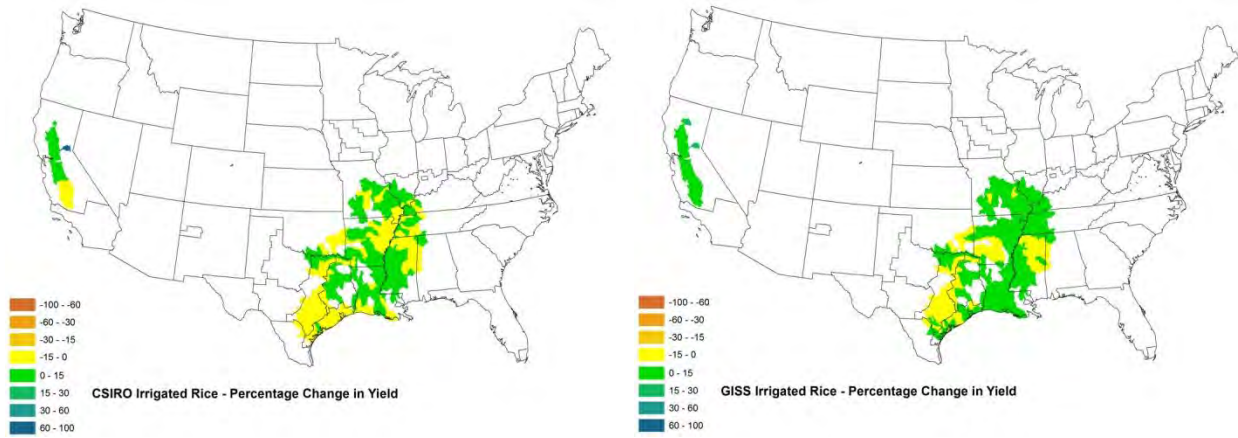 -100 - -60
-60 - -30
-30 - -15
-15 - 0
0 - 15
15 - 30
30 - 60
60 - 100
CSIRO Irrigated Rice - Percentage Change in Yield
-100 - -60
-60 - -30
-30 - -15
-15 - 0
0 - 15
15 - 30
30 - 60
60 - 100
GISS Irrigated Rice - Percentage Change in Yield